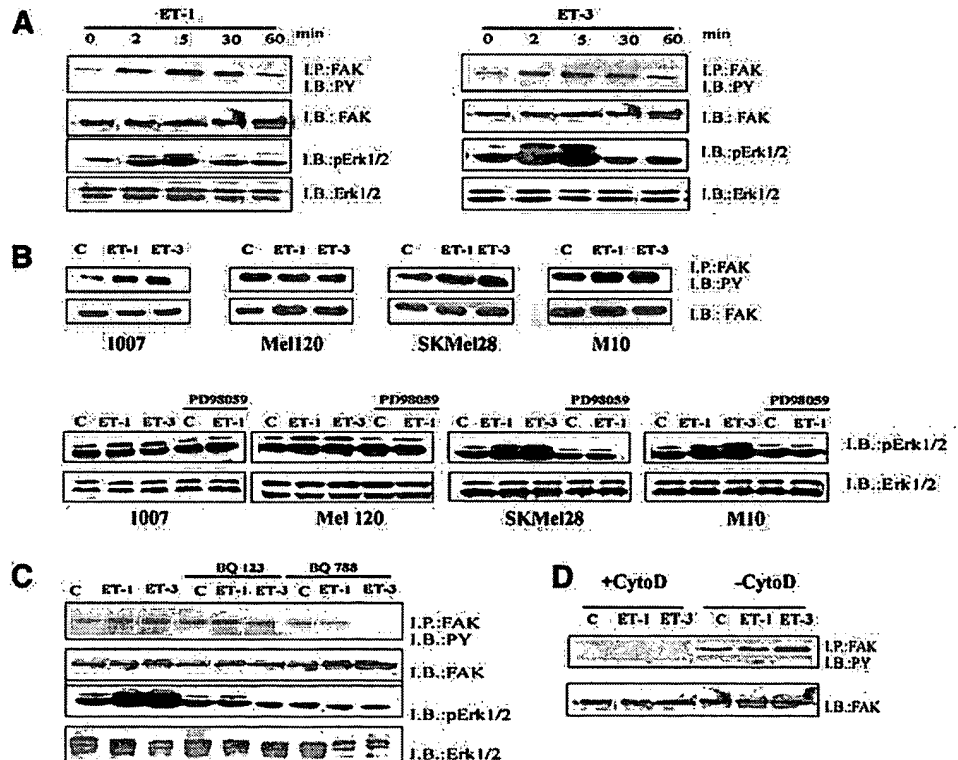 A
ET-1
0 2 5 30 60 min
I.P.:FAK
I.B.:PY
I.B.: FAK
I.B.:pErk1/2
I.B.:Erk1/2
ET-3
0 2 5 30 60 min
I.P.:FAK
I.B.:PY
I.B.: FAK
I.B.:pErk1/2
I.B.:Erk1/2
B
C ET-1 ET-3 C ET-1 ET-3 C ET-1 ET-3 C ET-1 ET-3
I.P.:FAK
I.B.:PY
I.B.: FAK
1007 Mel120 SKMel28 M10
PD98059 PD98059 PD98059 PD98059
C ET-1 ET-3 C ET-1 C ET-1 ET-3 C ET-1 C ET-1 ET-3 C ET-1 C ET-1 ET-3 C ET-1
I.B.:pErk1/2
I.B.:Erk1/2
1007 Mel 120 SKMel28 M10
C
BQ 123 BQ 788
C ET-1 ET-3 C ET-1 ET-3 C ET-1 ET-3
I.P.:FAK
I.B.:PY
I.B.:FAK
I.B.:pErk1/2
I.B.:Erk1/2
D
+CytoD -CytoD
C ET-1 ET-3 C ET-1 ET-3
I.P.:FAK
I.B.:PY
I.B.:FAK